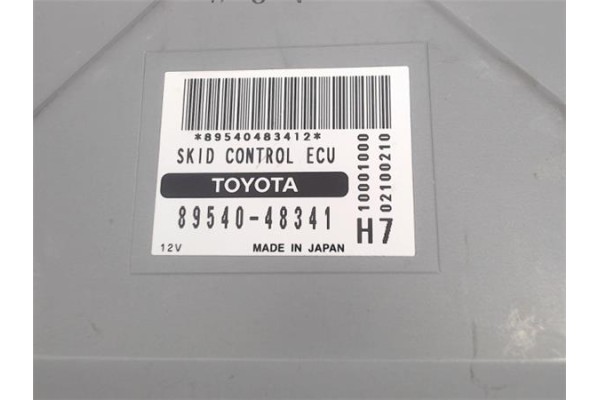 *89540483412*
SKID CONTROL ECU
TOYOTA
89540-48341
12V MADE IN JAPAN
H7
10001000
02100210